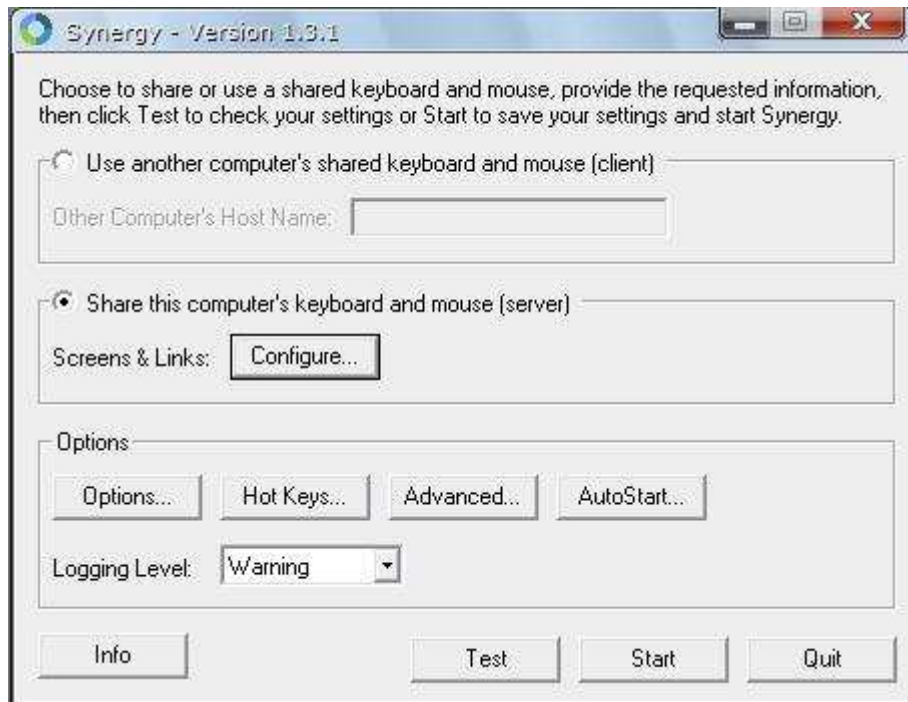 Synergy - Version 1.3.1
Choose to share or use a shared keyboard and mouse, provide the requested information,
then click Test to check your settings or Start to save your settings and start Synergy.
Use another computer's shared keyboard and mouse (client)
Other Computer's Host Name:
Share this computer's keyboard and mouse (server)
Screens & Links: Configure...
Options
Options... Hot Keys... Advanced... AutoStart...
Logging Level: Warning
Info Test Start Quit